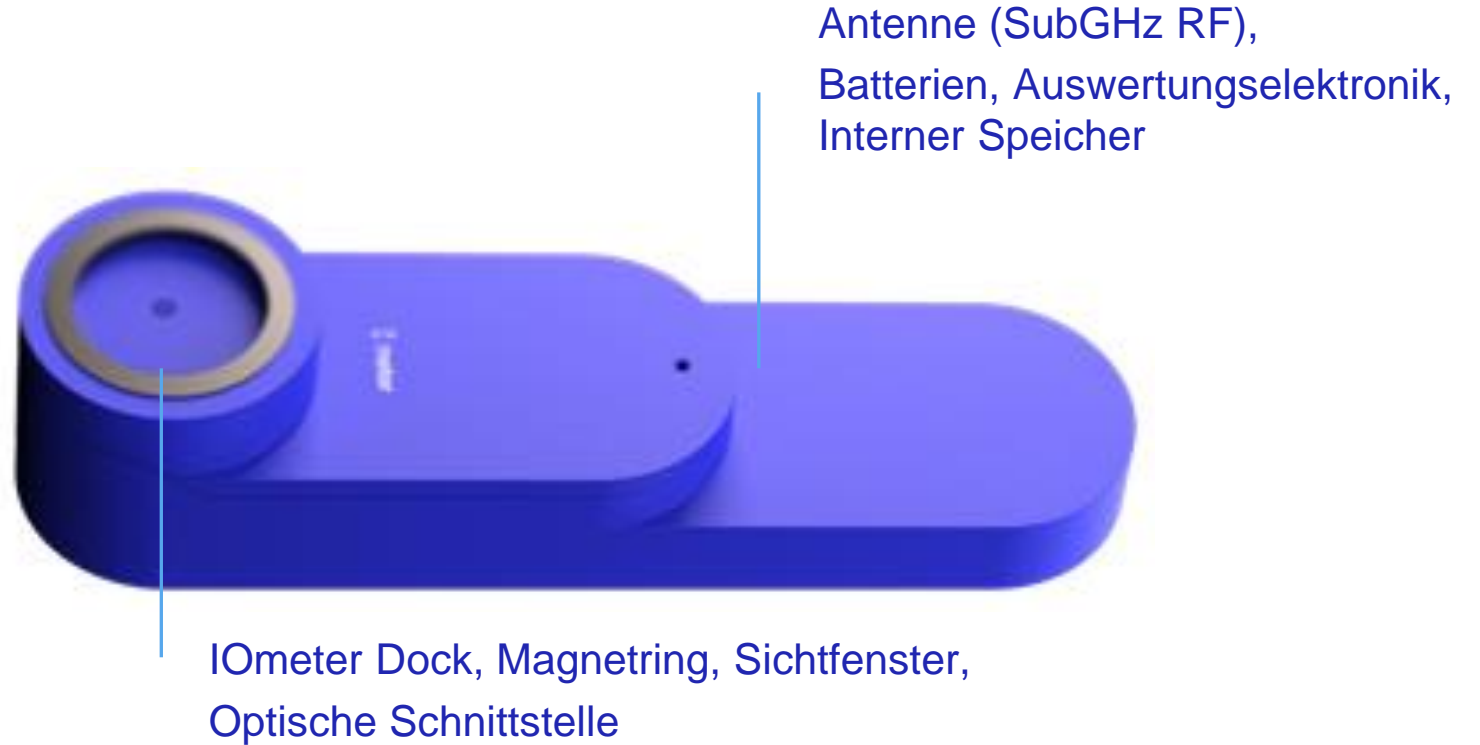 Antenne (SubGHz RF),
Batterien, Auswertungselektronik,
Interner Speicher
IOmeter Dock, Magnetring, Sichtfenster,
Optische Schnittstelle